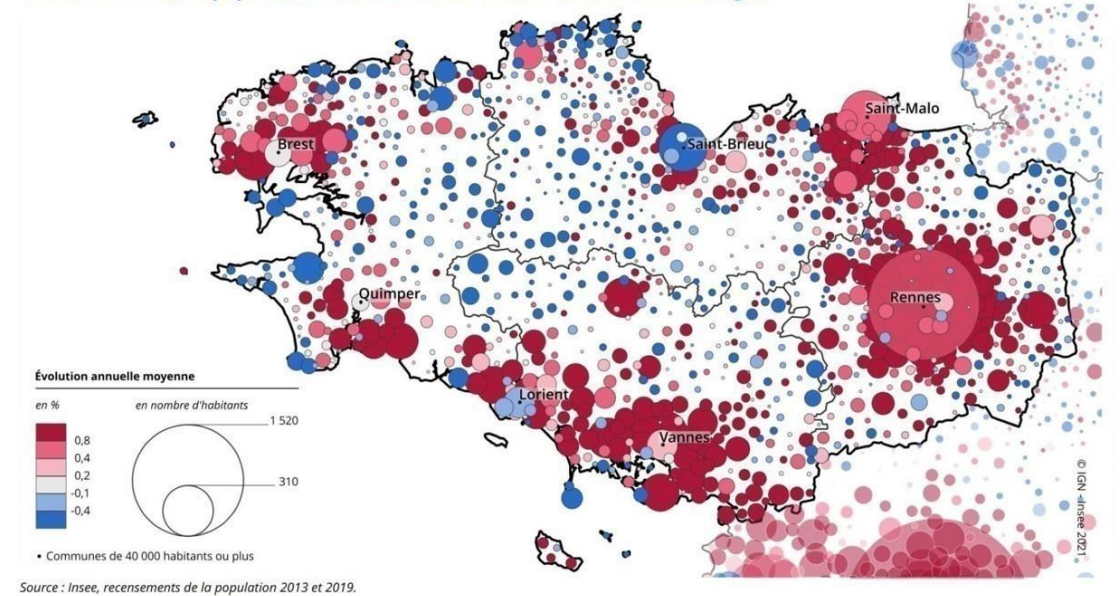 Saint-Malo
Brest
Saint-Brieuc
Quimper
Rennes
Lorient
Vannes
Évolution annuelle moyenne
en %
en nombre d'habitants
1 520
0,8
0,4
310
0,2
-0,1
-0,4
• Communes de 40 000 habitants ou plus
© IGN - Insee 2021
Source : Insee, recensements de la population 2013 et 2019.